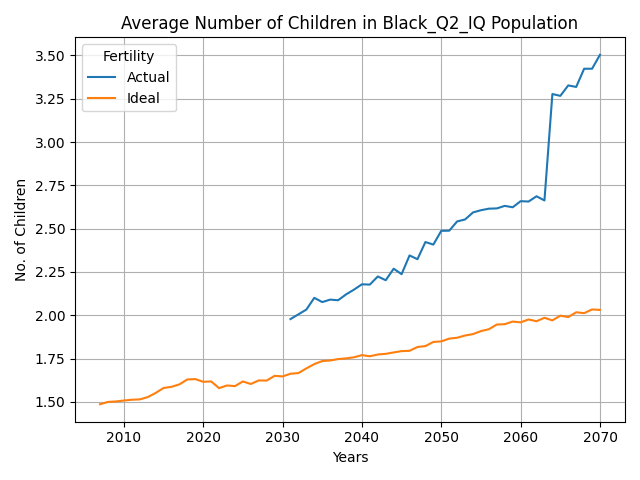 Average Number of Children in Black_Q2_IQ Population
Fertility
Actual
Ideal
3.50
3.25
3.00
2.75
2.50
2.25
2.00
1.75
1.50
No. of Children
2010 2020 2030 2040 2050 2060 2070
Years